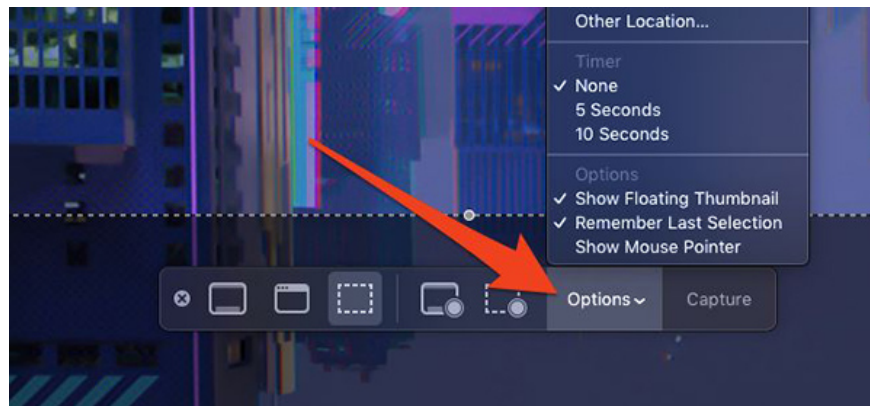 Other Location...
Timer
✓ None
5 Seconds
10 Seconds
Options
✓ Show Floating Thumbnail
✓ Remember Last Selection
Show Mouse Pointer
Options
Capture